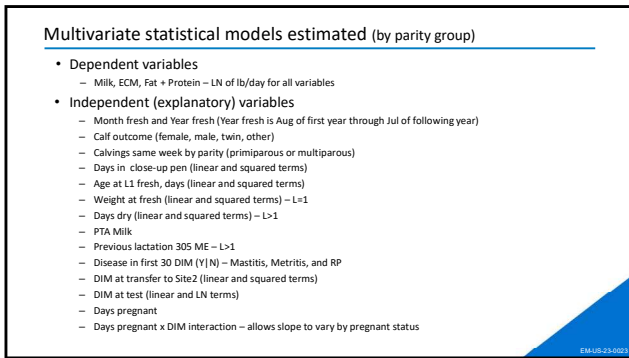 Multivariate statistical models estimated (by parity group)
• Dependent variables
– Milk, ECM, Fat + Protein – LN of lb/day for all variables
• Independent (explanatory) variables
– Month fresh and Year fresh (Year fresh is Aug of first year through Jul of following year)
– Calf outcome (female, male, twin, other)
– Calvings same week by parity (primiparous or multiparous)
– Days in close-up pen (linear and squared terms)
– Age at L1 fresh, days (linear and squared terms)
– Weight at fresh (linear and squared terms) – L=1
– Days dry (linear and squared terms) – L>1
– PTA Milk
– Previous lactation 305 ME – L>1
– Disease in first 30 DIM (Y|N) – Mastitis, Metritis, and RP
– DIM at transfer to Site2 (linear and squared terms)
– DIM at test (linear and LN terms)
– Days pregnant
– Days pregnant x DIM interaction – allows slope to vary by pregnant status
EM-US-23-0023